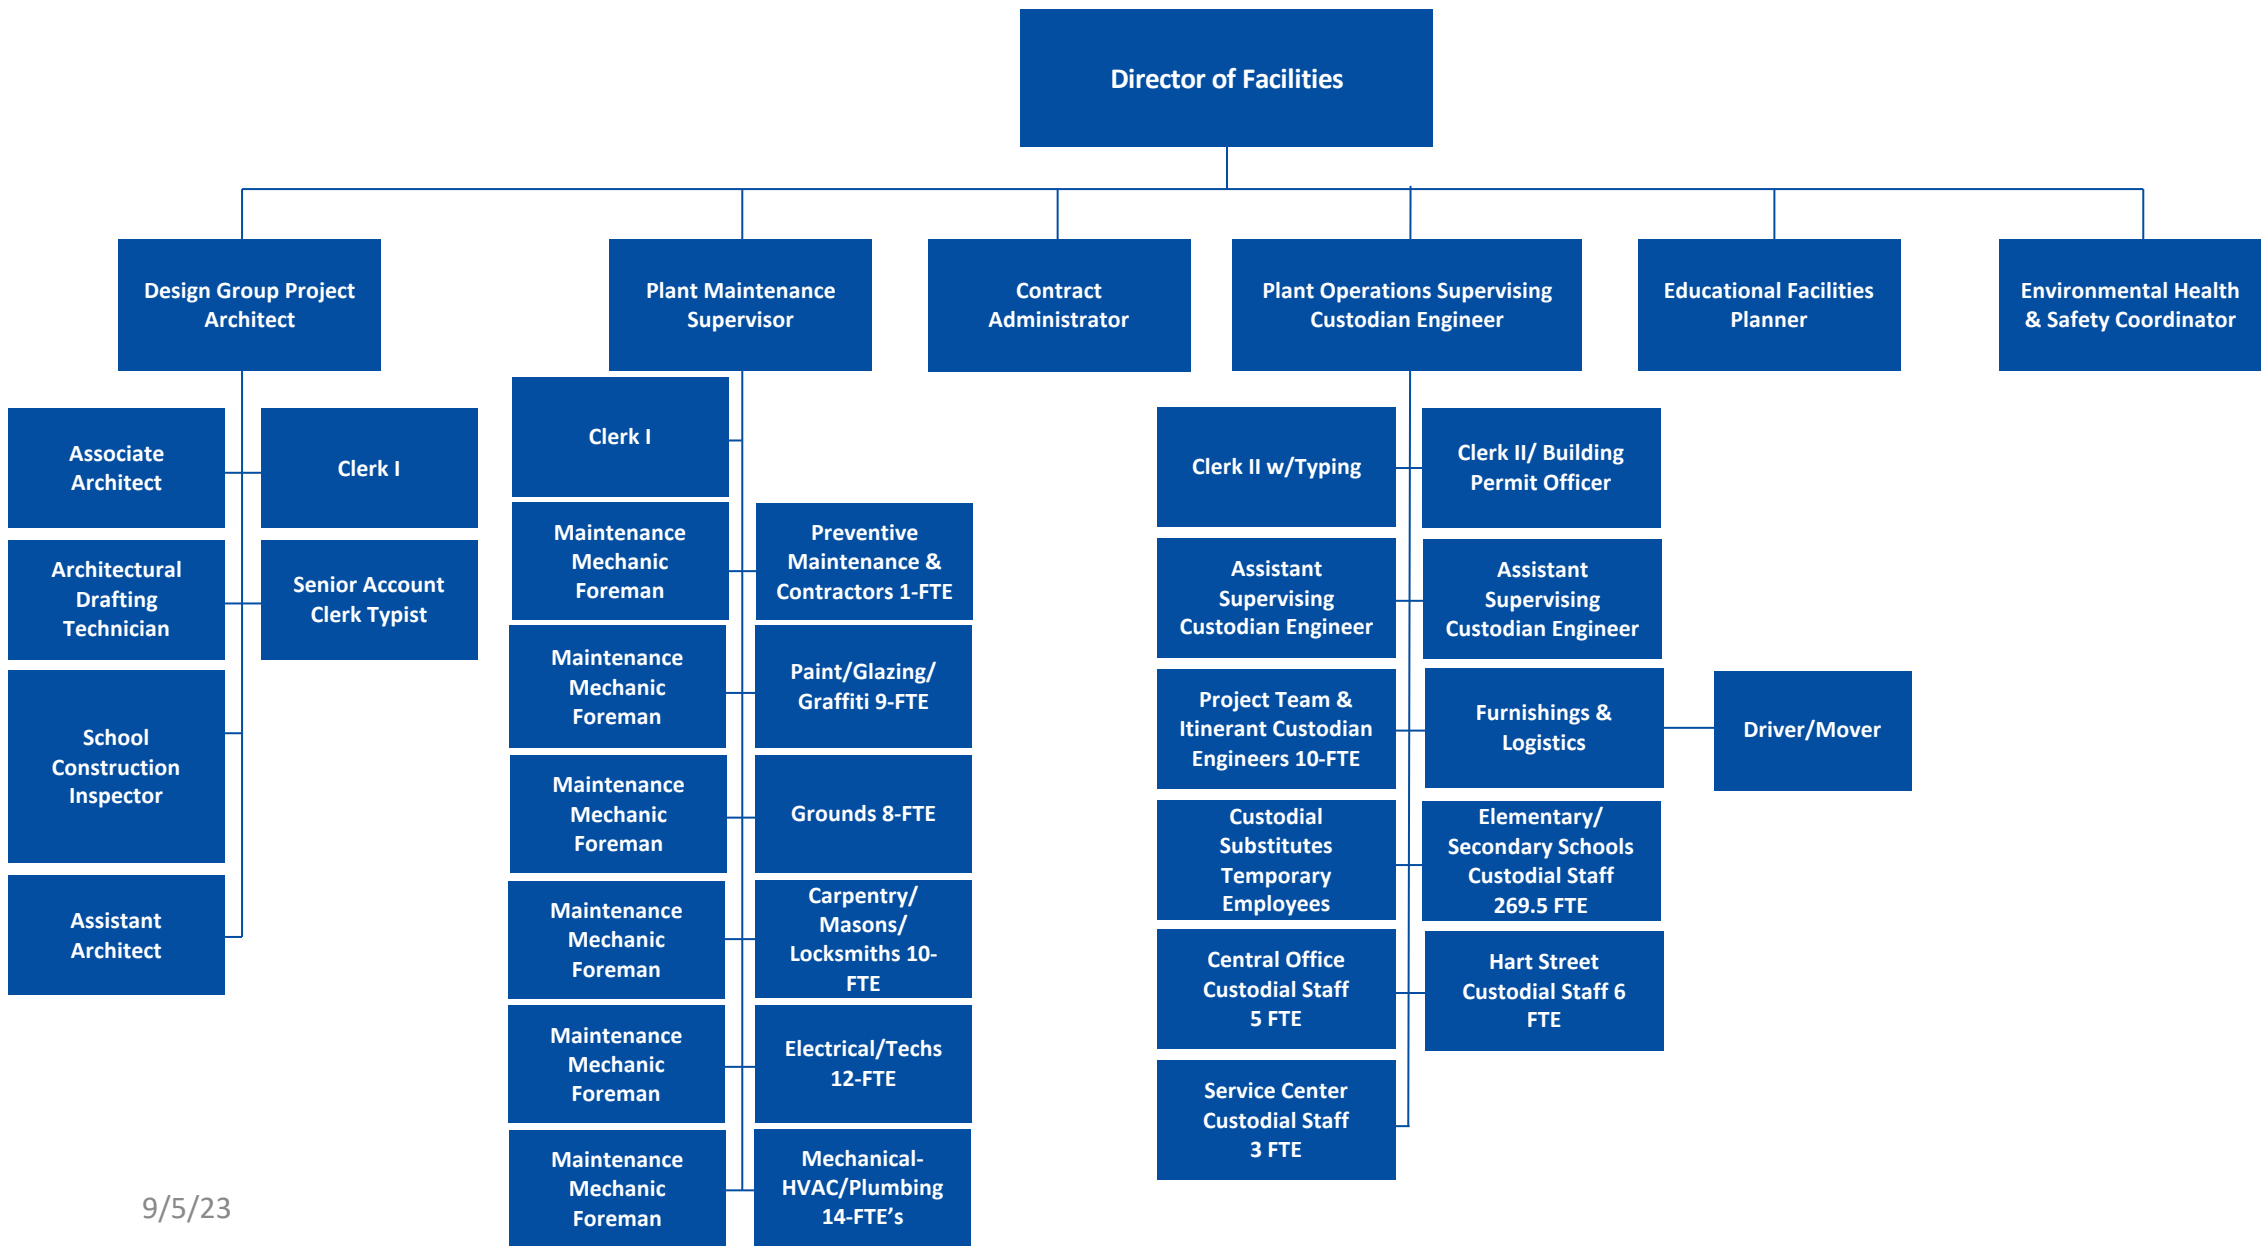 Director of Facilities
Design Group Project
Architect
Plant Maintenance
Supervisor
Contract
Administrator
Plant Operations Supervising
Custodian Engineer
Educational Facilities
Planner
Environmental Health
& Safety Coordinator
Associate
Architect
Clerk I
Architectural
Drafting
Technician
Senior Account
Clerk Typist
School
Construction
Inspector
Assistant
Architect
Clerk I
Maintenance
Mechanic
Foreman
Preventive
Maintenance &
Contractors 1-FTE
Maintenance
Mechanic
Foreman
Paint/Glazing/
Graffiti 9-FTE
Maintenance
Mechanic
Foreman
Grounds 8-FTE
Maintenance
Mechanic
Foreman
Carpentry/
Masons/
Locksmiths 10-
FTE
Maintenance
Mechanic
Foreman
Electrical/Techs
12-FTE
Maintenance
Mechanic
Foreman
Mechanical-
HVAC/Plumbing
14-FTE’s
Clerk II w/Typing
Clerk II/ Building
Permit Officer
Assistant
Supervising
Custodian Engineer
Assistant
Supervising
Custodian Engineer
Project Team &
Itinerant Custodian
Engineers 10-FTE
Furnishings &
Logistics
Driver/Mover
Custodial
Substitutes
Temporary
Employees
Elementary/
Secondary Schools
Custodial Staff
269.5 FTE
Central Office
Custodial Staff
5 FTE
Hart Street
Custodial Staff 6
FTE
Service Center
Custodial Staff
3 FTE
9/5/23